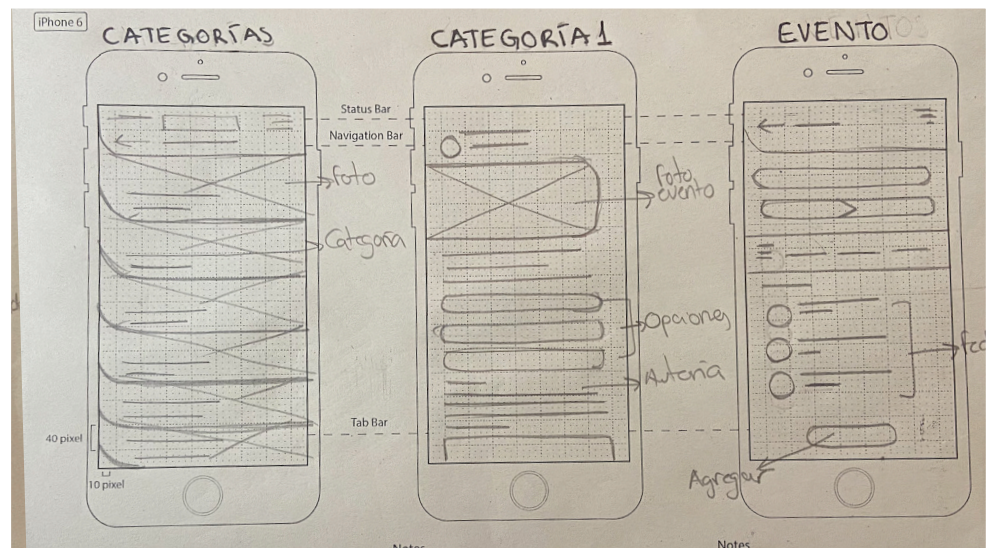 iPhone 6
CATEGORÍAS
CATEGORÍA 1
EVENTO
Status Bar
Navigation Bar
foto
foto
evento
Categoria
Opciones
Autoria
Tab Bar
40 pixel
10 pixel
Agregar
Notes
Notes